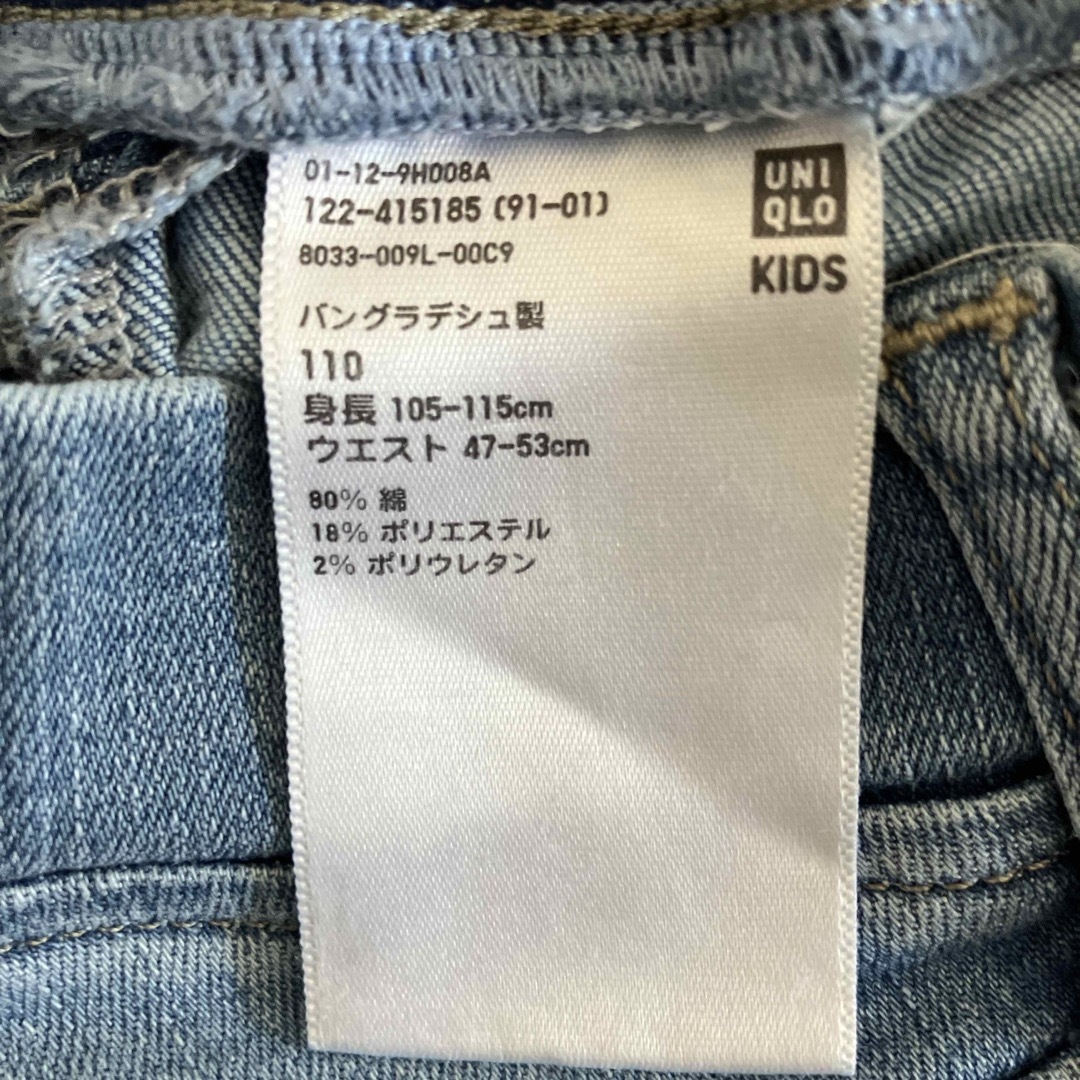 01-12-9H008A
122-415185 (91-01)
8033-009L-00C9
UNI
QLO
KIDS
バングラデシュ製
110
身長 105-115cm
ウエスト 47-53cm
80% 綿
18% ポリエステル
2% ポリウレタン